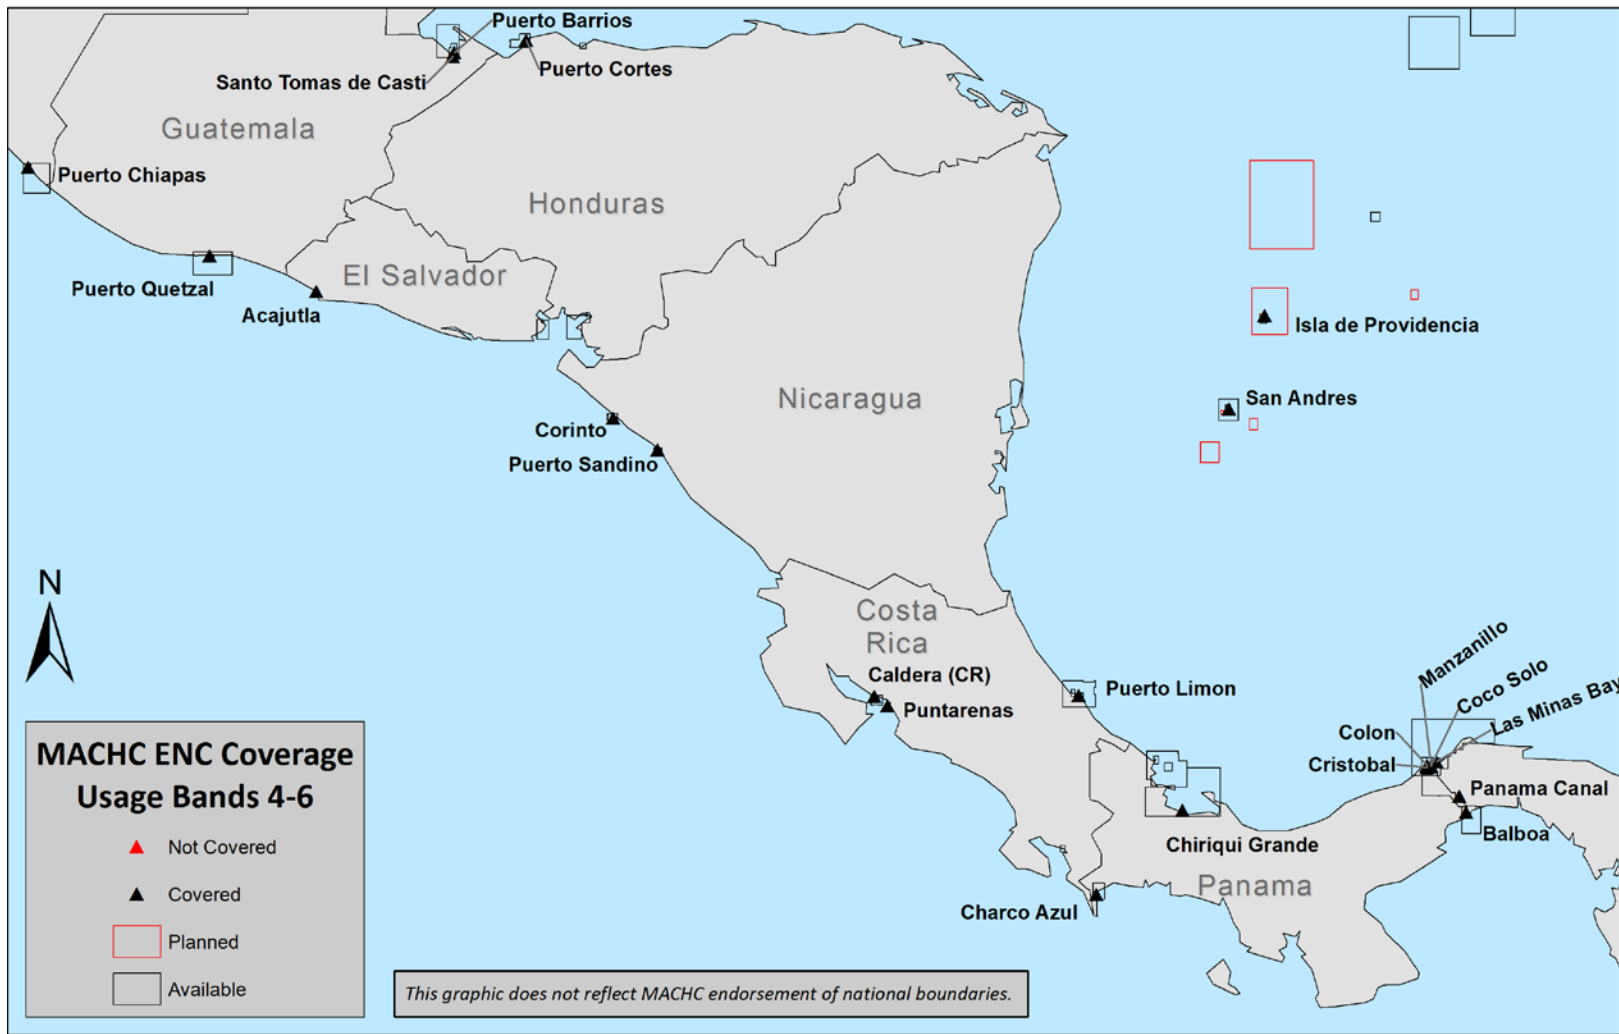 Puerto Barrios
Puerto Cortes
Santo Tomas de Casti
Guatemala
Puerto Chiapas
Honduras
El Salvador
Puerto Quetzal
Acajutla
Isla de Providencia
Nicaragua
San Andres
Corinto
Puerto Sandino
N
Costa
Rica
Manzanillo
Coco Solo
Las Minas Bay
Caldera (CR)
Puntarenas
Puerto Limon
Colon
Cristobal
Panama Canal
Balboa
Chiriqui Grande
Panama
Charco Azul
MACHC ENC Coverage
Usage Bands 4-6
Not Covered
Covered
Planned
Available
This graphic does not reflect MACHC endorsement of national boundaries.